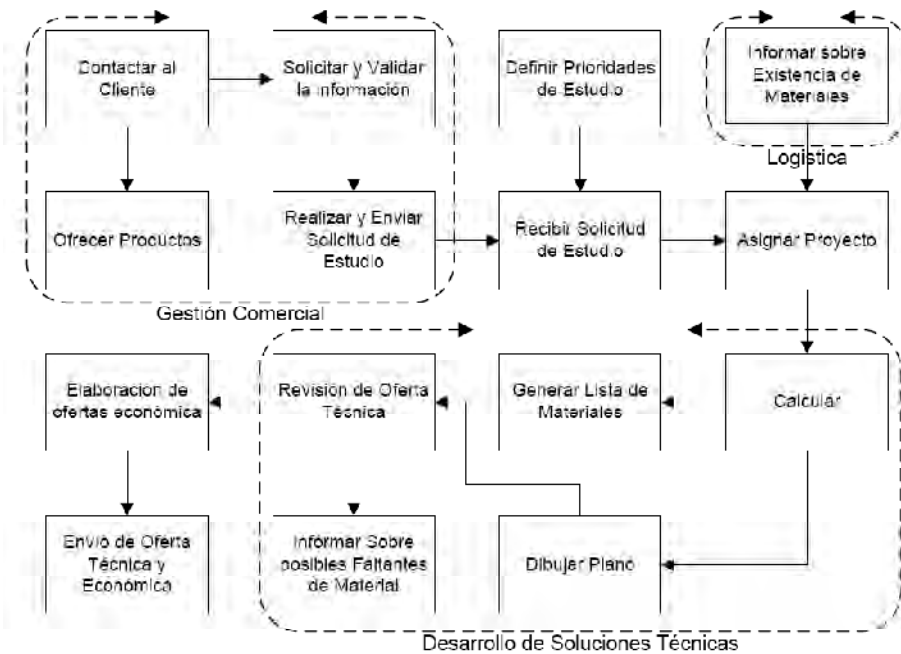 Contactar al
Cliente
Solicitar y Validar
la información
Definir Prioridades
de Estudio
Informar sobre
Existencia de
Materiales
Logística
Ofrecer Productos
Realizar y Enviar
Solicitud de
Estudio
Recibir Solicitud
de Estudio
Asignar Proyecto
Gestión Comercial
Elaboración de
ofertas económica
Revisión de Oferta
Técnica
Generar Lista de
Materiales
Calcular
Envío de Oferta
Técnica y
Económica
Informar Sobre
posibles Faltantes
de Material
Dibujar Plano
Desarrollo de Soluciones Técnicas